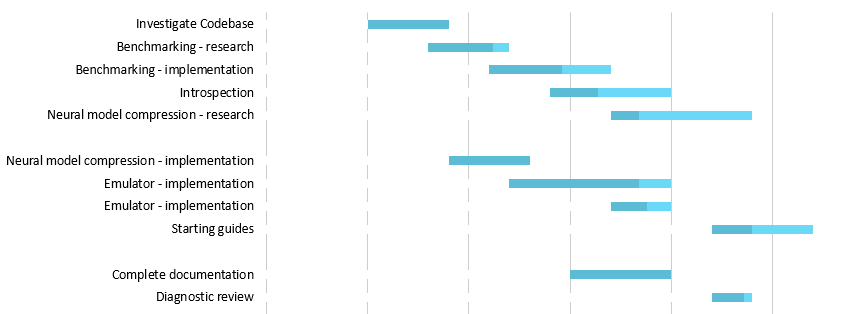 Investigate Codebase
Benchmarking - research
Benchmarking - implementation
Introspection
Neural model compression - research
Neural model compression - implementation
Emulator - implementation
Emulator - implementation
Starting guides
Complete documentation
Diagnostic review